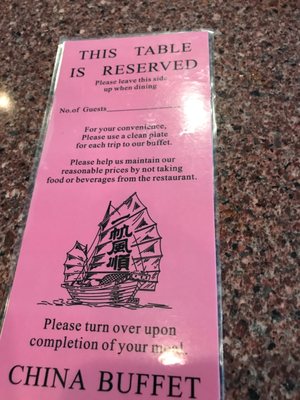 THIS TABLE
IS RESERVED
Please leave this side
up when dining
No.of Guests____________
For your convenience,
Please use a clean plate
for each trip to our buffet.
Please help us maintain our
reasonable prices by not taking
food or beverages from the restaurant.
一帆風順
Please turn over upon
completion of your meal.
CHINA BUFFET